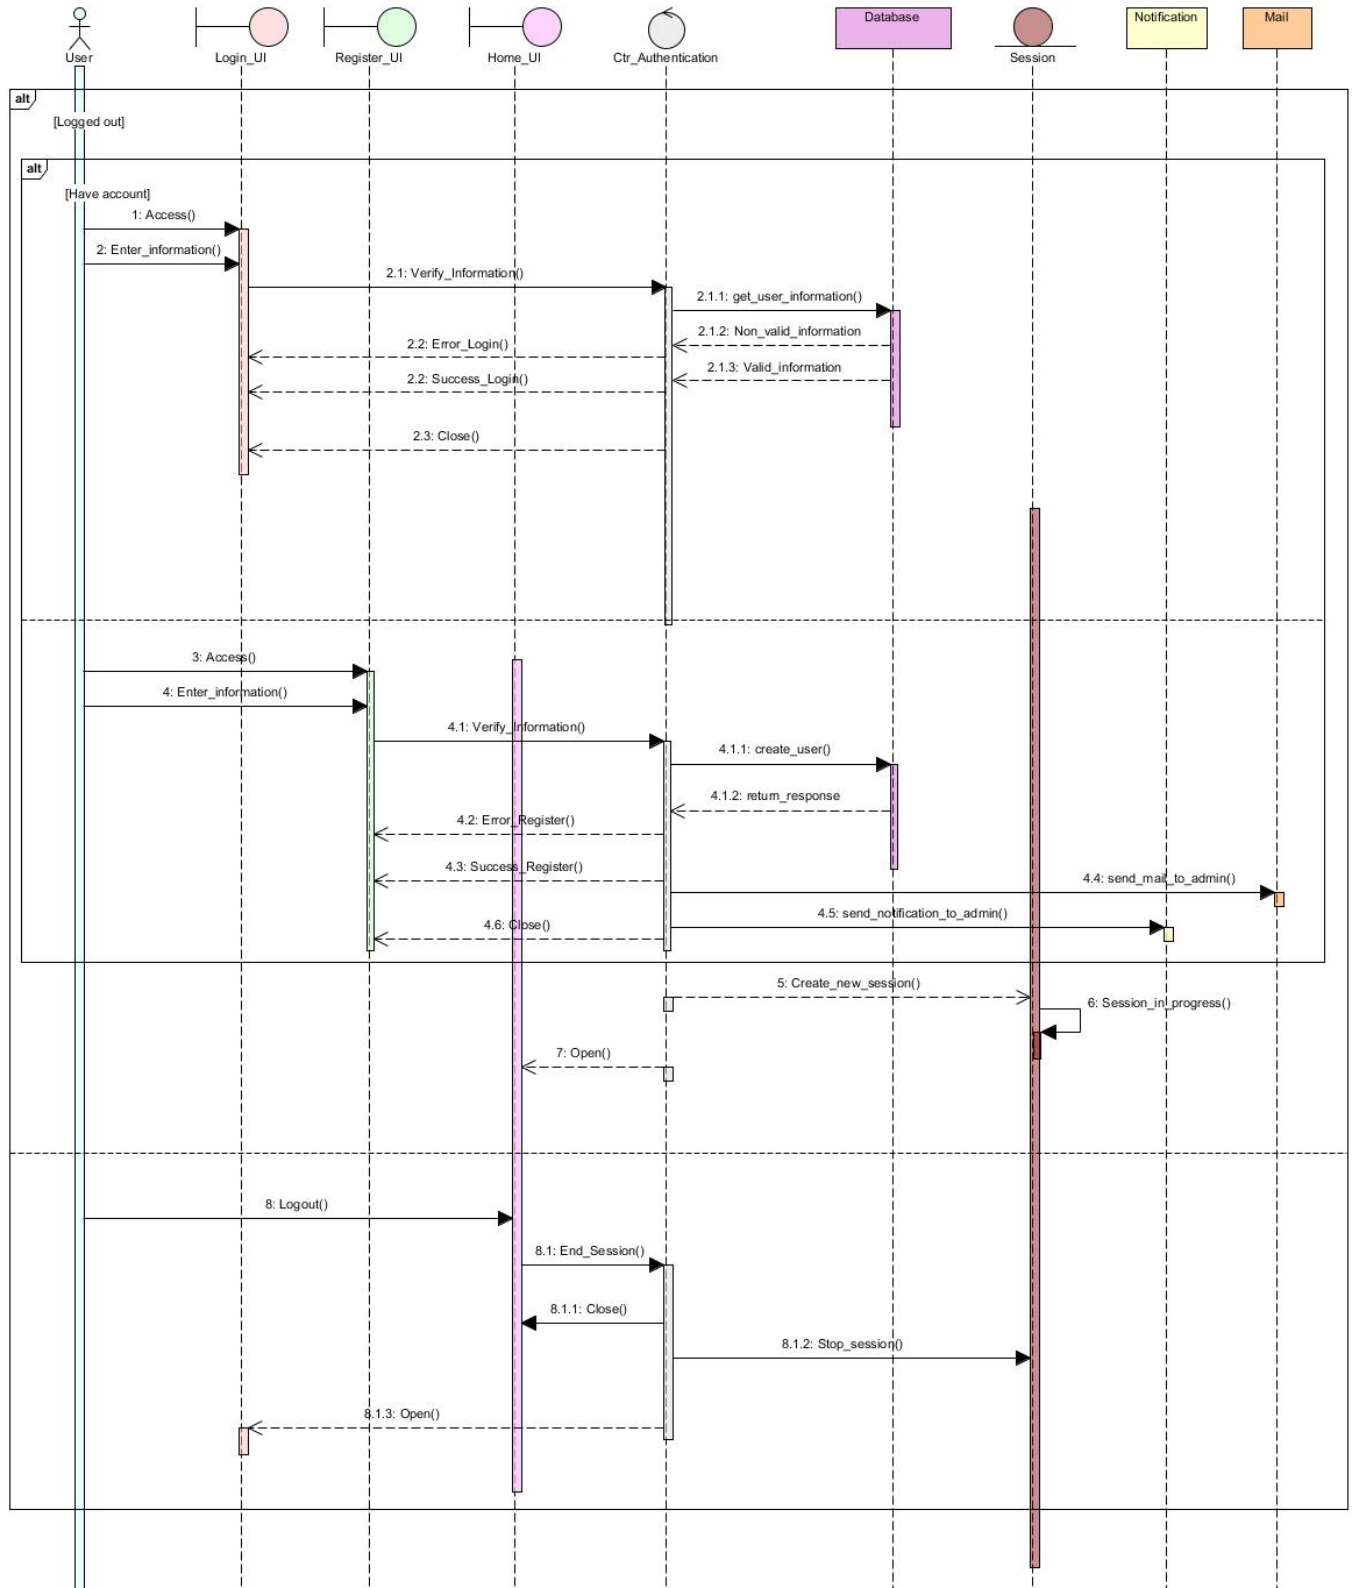 User
Login_UI
Register_UI
Home_UI
Ctr_Authentication
Database
Session
Notification
Mail
alt
[Logged out]
alt
[Have account]
1: Access()
2: Enter_information()
2.1: Verify_Information()
2.1.1: get_user_information()
2.1.2: Non_valid_information
2.2: Error_Login()
2.1.3: Valid_information
2.2: Success_Login()
2.3: Close()
3: Access()
4: Enter_information()
4.1: Verify_Information()
4.1.1: create_user()
4.1.2: return_response
4.2: Error_Register()
4.3: Success_Register()
4.4: send_mail_to_admin()
4.5: send_notification_to_admin()
4.6: Close()
5: Create_new_session()
6: Session_in_progress()
7: Open()
8: Logout()
8.1: End_Session()
8.1.1: Close()
8.1.2: Stop_session()
8.1.3: Open()